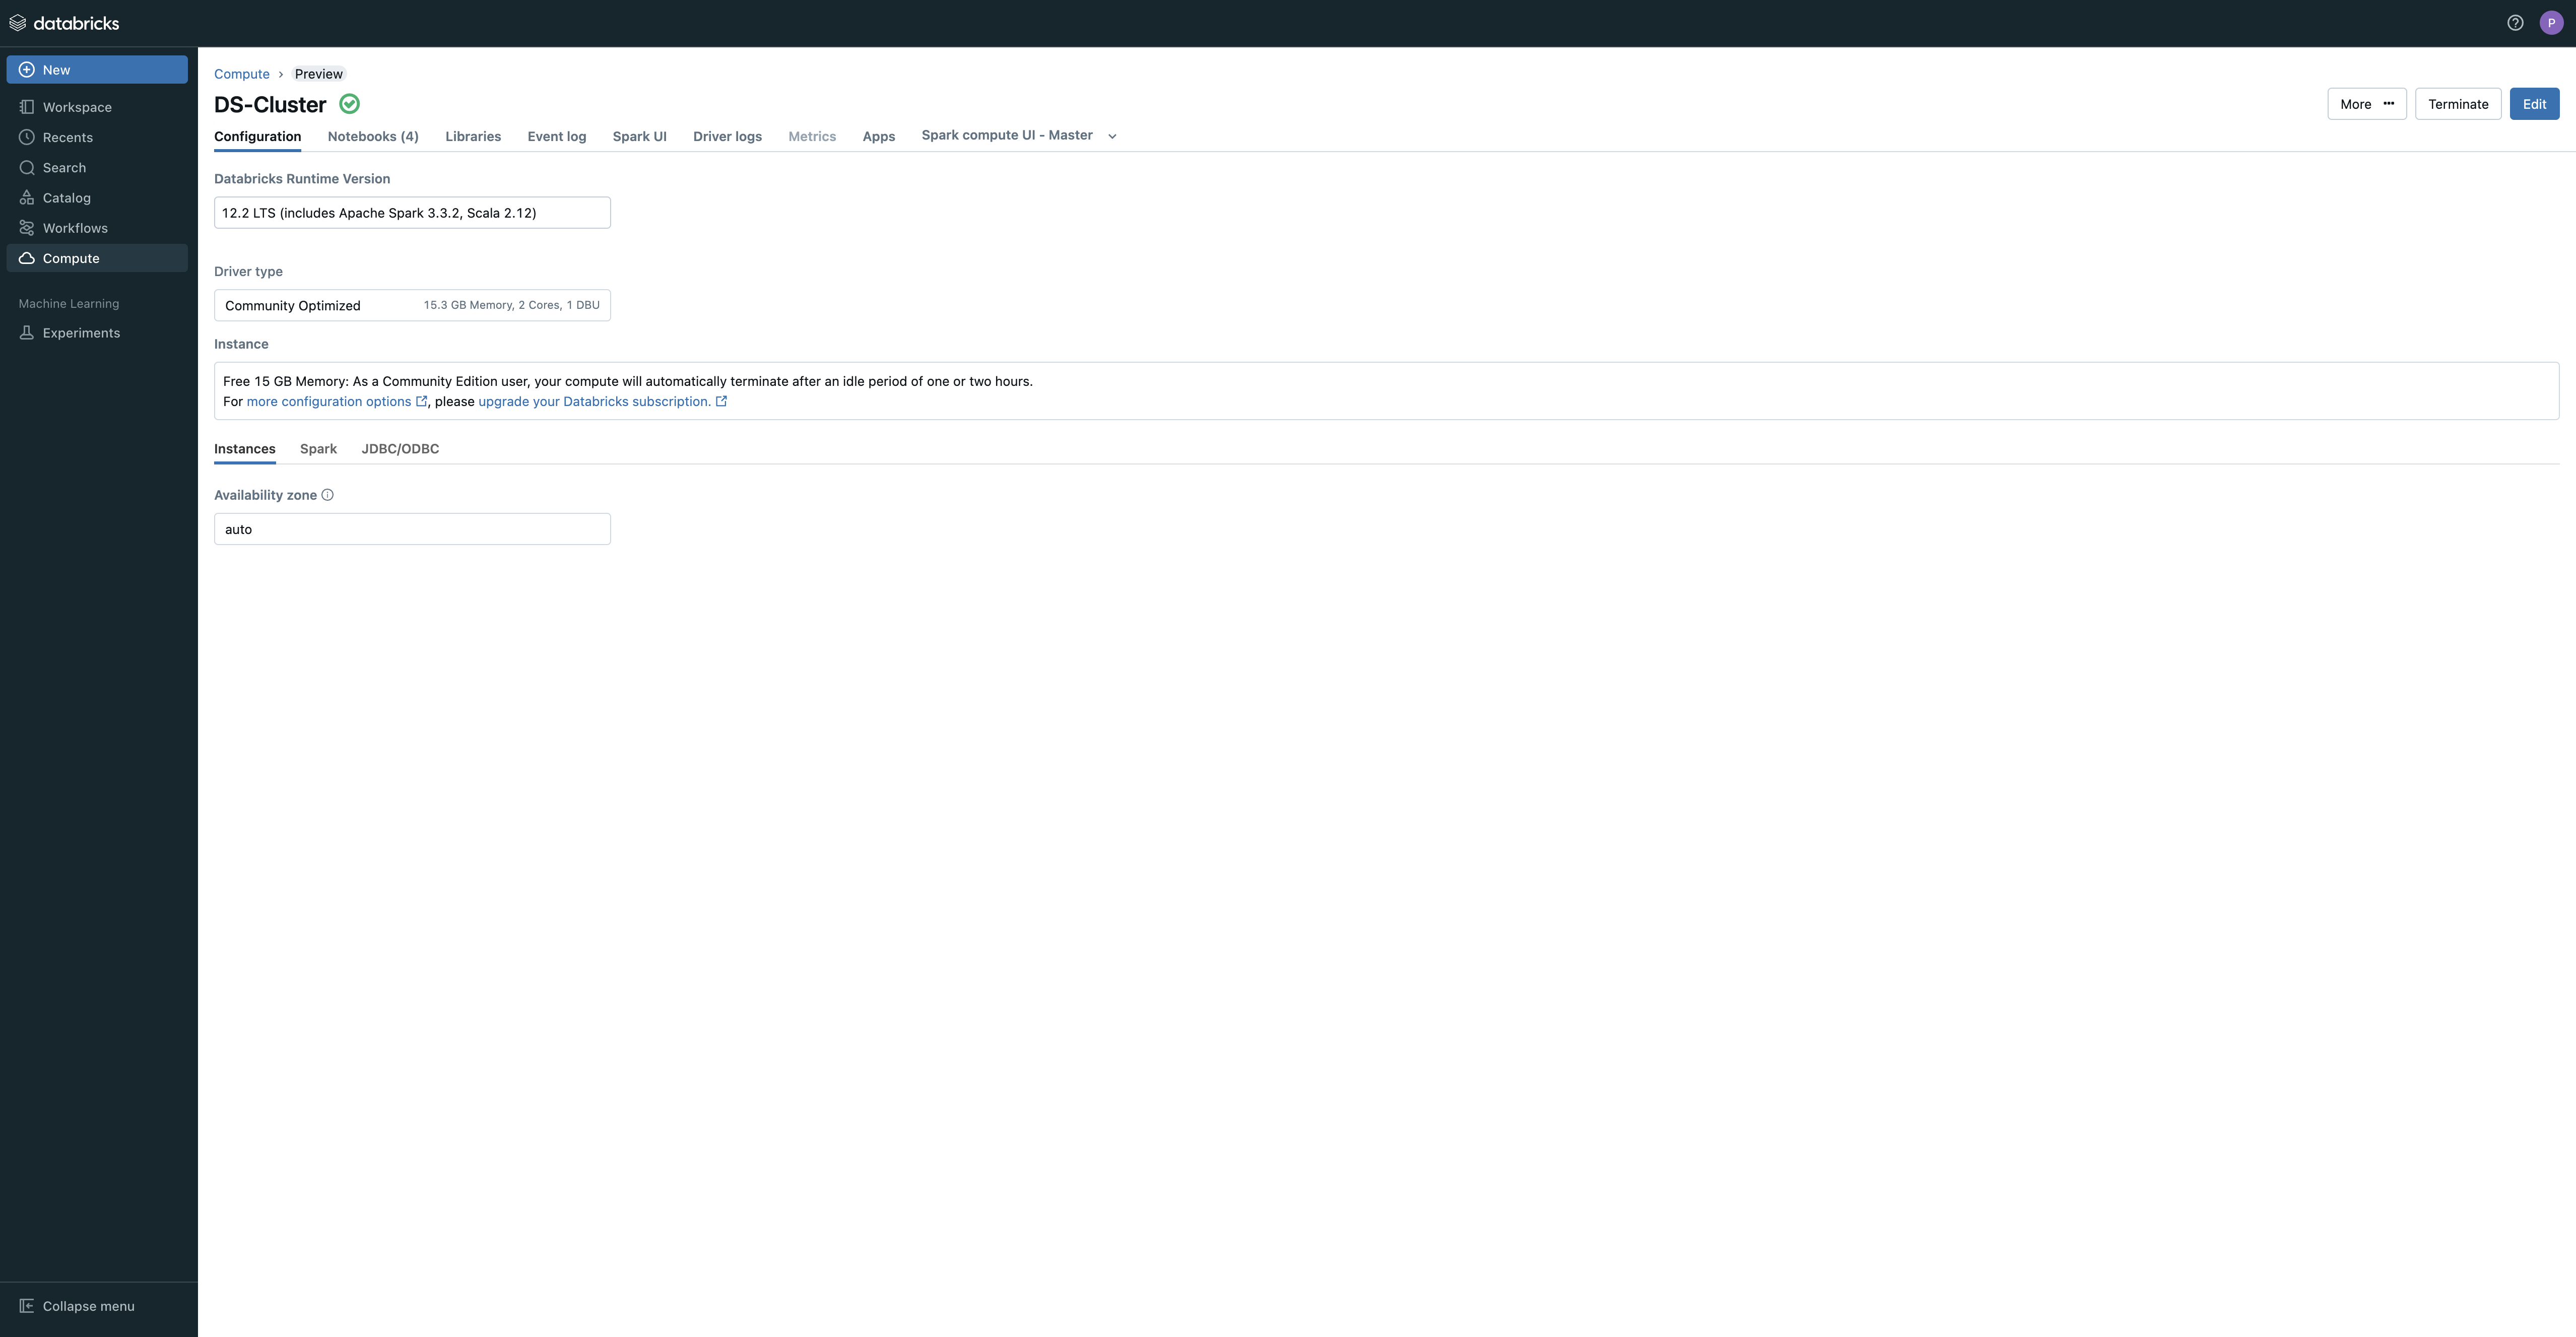 databricks
P
New
Workspace
Recents
Search
Catalog
Workflows
Compute
Machine Learning
Experiments
Collapse menu
Compute › Preview
DS-Cluster
More ··· Terminate Edit
Configuration Notebooks (4) Libraries Event log Spark UI Driver logs Metrics Apps Spark compute UI - Master
Databricks Runtime Version
12.2 LTS (includes Apache Spark 3.3.2, Scala 2.12)
Driver type
Community Optimized 15.3 GB Memory, 2 Cores, 1 DBU
Instance
Free 15 GB Memory: As a Community Edition user, your compute will automatically terminate after an idle period of one or two hours.
For more configuration options, please upgrade your Databricks subscription.
Instances Spark JDBC/ODBC
Availability zone
auto